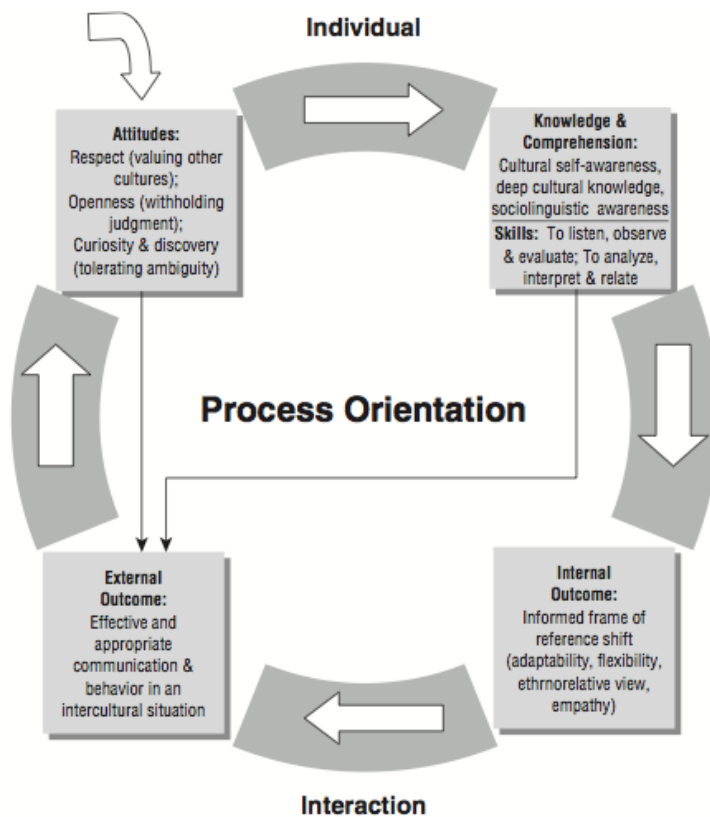 Individual
Attitudes:
Respect (valuing other
cultures);
Openness (withholding
judgment);
Curiosity & discovery
(tolerating ambiguity)
Knowledge &
Comprehension:
Cultural self-awareness,
deep cultural knowledge,
sociolinguistic awareness
Skills: To listen, observe
& evaluate; To analyze,
interpret & relate
Process Orientation
External
Outcome:
Effective and
appropriate
communication &
behavior in an
intercultural situation
Internal
Outcome:
Informed frame of
reference shift
(adaptability, flexibility,
ethrnorelative view,
empathy)
Interaction